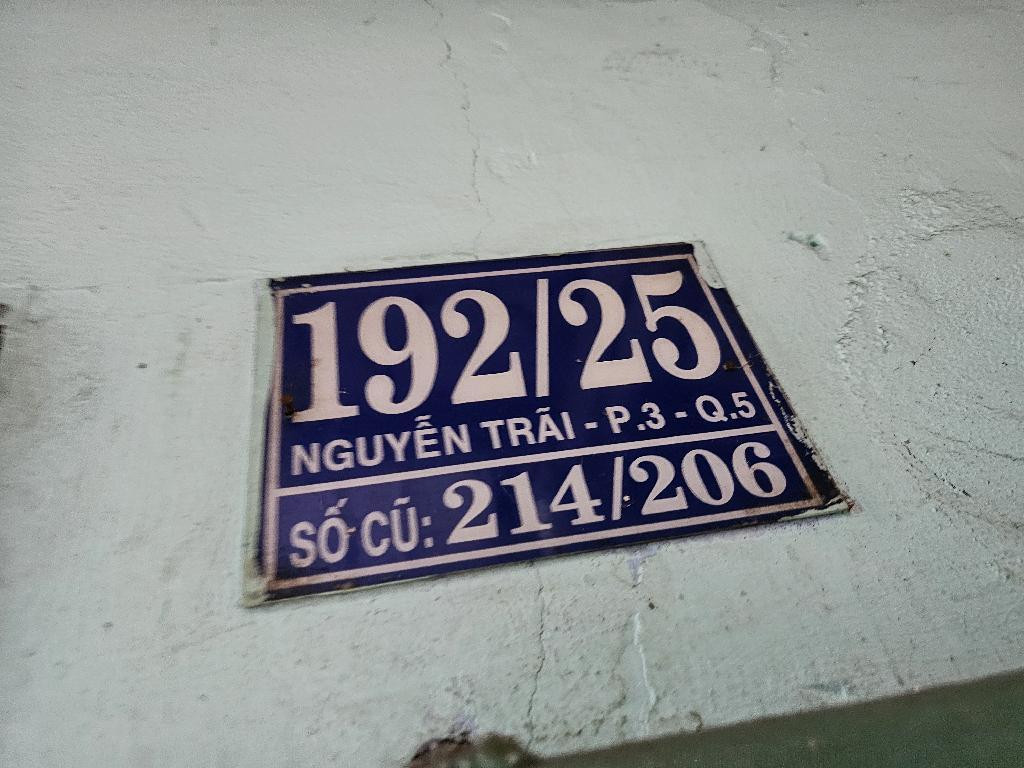 192/25
NGUYỄN TRÃI - P.3 - Q.5
SỐ CŨ: 214/206